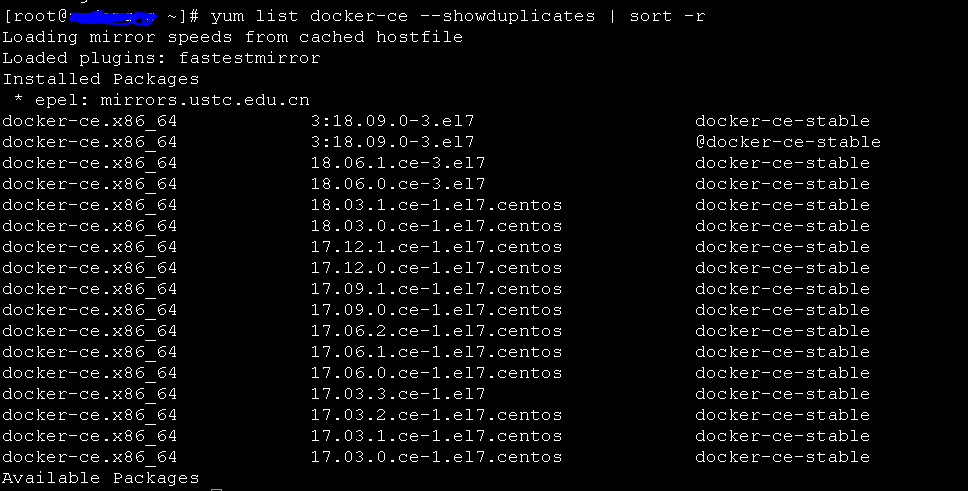 [root@ ~]# yum list docker-ce --showduplicates | sort -r
Loading mirror speeds from cached hostfile
Loaded plugins: fastestmirror
Installed Packages
 * epel: mirrors.ustc.edu.cn
docker-ce.x86_64            3:18.09.0-3.el7                    docker-ce-stable
docker-ce.x86_64            3:18.09.0-3.el7                    @docker-ce-stable
docker-ce.x86_64            18.06.1.ce-3.el7                   docker-ce-stable
docker-ce.x86_64            18.06.0.ce-3.el7                   docker-ce-stable
docker-ce.x86_64            18.03.1.ce-1.el7.centos            docker-ce-stable
docker-ce.x86_64            18.03.0.ce-1.el7.centos            docker-ce-stable
docker-ce.x86_64            17.12.1.ce-1.el7.centos            docker-ce-stable
docker-ce.x86_64            17.12.0.ce-1.el7.centos            docker-ce-stable
docker-ce.x86_64            17.09.1.ce-1.el7.centos            docker-ce-stable
docker-ce.x86_64            17.09.0.ce-1.el7.centos            docker-ce-stable
docker-ce.x86_64            17.06.2.ce-1.el7.centos            docker-ce-stable
docker-ce.x86_64            17.06.1.ce-1.el7.centos            docker-ce-stable
docker-ce.x86_64            17.06.0.ce-1.el7.centos            docker-ce-stable
docker-ce.x86_64            17.03.3.ce-1.el7                   docker-ce-stable
docker-ce.x86_64            17.03.2.ce-1.el7.centos            docker-ce-stable
docker-ce.x86_64            17.03.1.ce-1.el7.centos            docker-ce-stable
docker-ce.x86_64            17.03.0.ce-1.el7.centos            docker-ce-stable
Available Packages